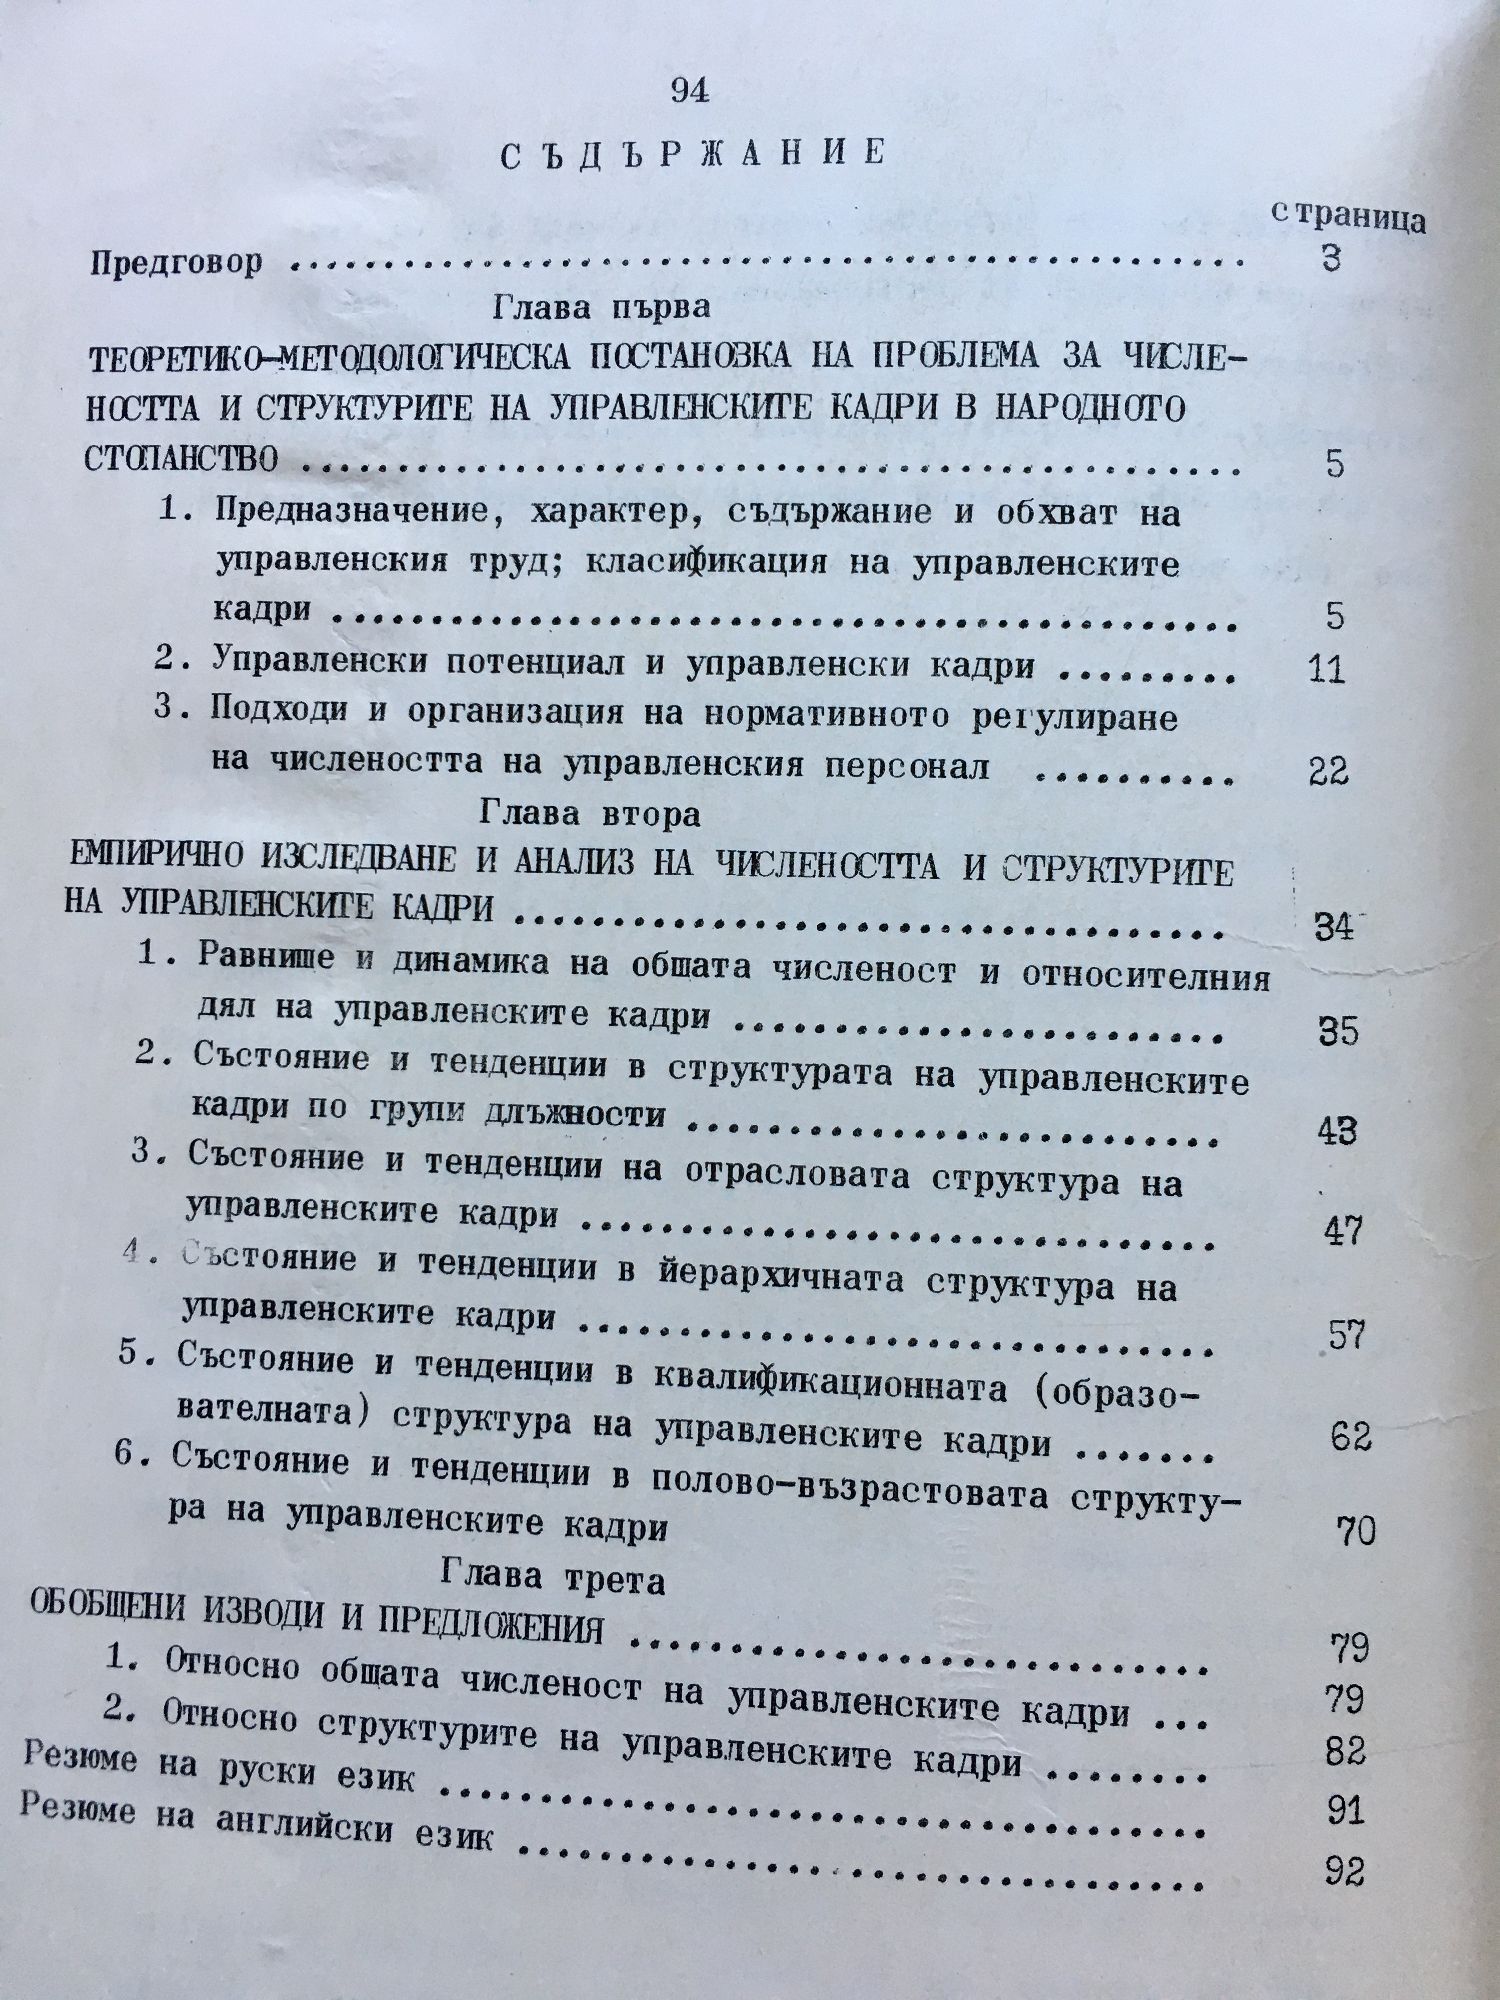 94
СЪДЪРЖАНИЕ
страница
Предговор .......... 3
Глава първа
ТЕОРЕТИКО-МЕТОДОЛОГИЧЕСКА ПОСТАНОВКА НА ПРОБЛЕМА ЗА ЧИСЛЕ-
НОСТТА И СТРУКТУРИТЕ НА УПРАВЛЕНСКИТЕ КАДРИ В НАРОДНОТО
СТОПАНСТВО .......... 5
1. Предназначение, характер, съдържание и обхват на
управленския труд; класификация на управленските
кадри .......... 5
2. Управленски потенциал и управленски кадри .......... 11
3. Подходи и организация на нормативното регулиране
на числеността на управленския персонал .......... 22
Глава втора
ЕМПИРИЧНО ИЗСЛЕДВАНЕ И АНАЛИЗ НА ЧИСЛЕНОСТТА И СТРУКТУРИТЕ
НА УПРАВЛЕНСКИТЕ КАДРИ .......... 34
1. Равнище и динамика на общата численост и относителния
дял на управленските кадри .......... 35
2. Състояние и тенденции в структурата на управленските
кадри по групи длъжности .......... 43
3. Състояние и тенденции на отрасловата структура на
управленските кадри .......... 47
4. Състояние и тенденции в йерархичната структура на
управленските кадри .......... 57
5. Състояние и тенденции в квалификационната (образо-
вателната) структура на управленските кадри ....... 62
6. Състояние и тенденции в полово-възрастовата структу-
ра на управленските кадри 70
Глава трета
ОБОБЩЕНИ ИЗВОДИ И ПРЕДЛОЖЕНИЯ .......... 79
1. Относно общата численост на управленските кадри ... 79
2. Относно структурите на управленските кадри ........ 82
Резюме на руски език .......... 91
Резюме на английски език .......... 92